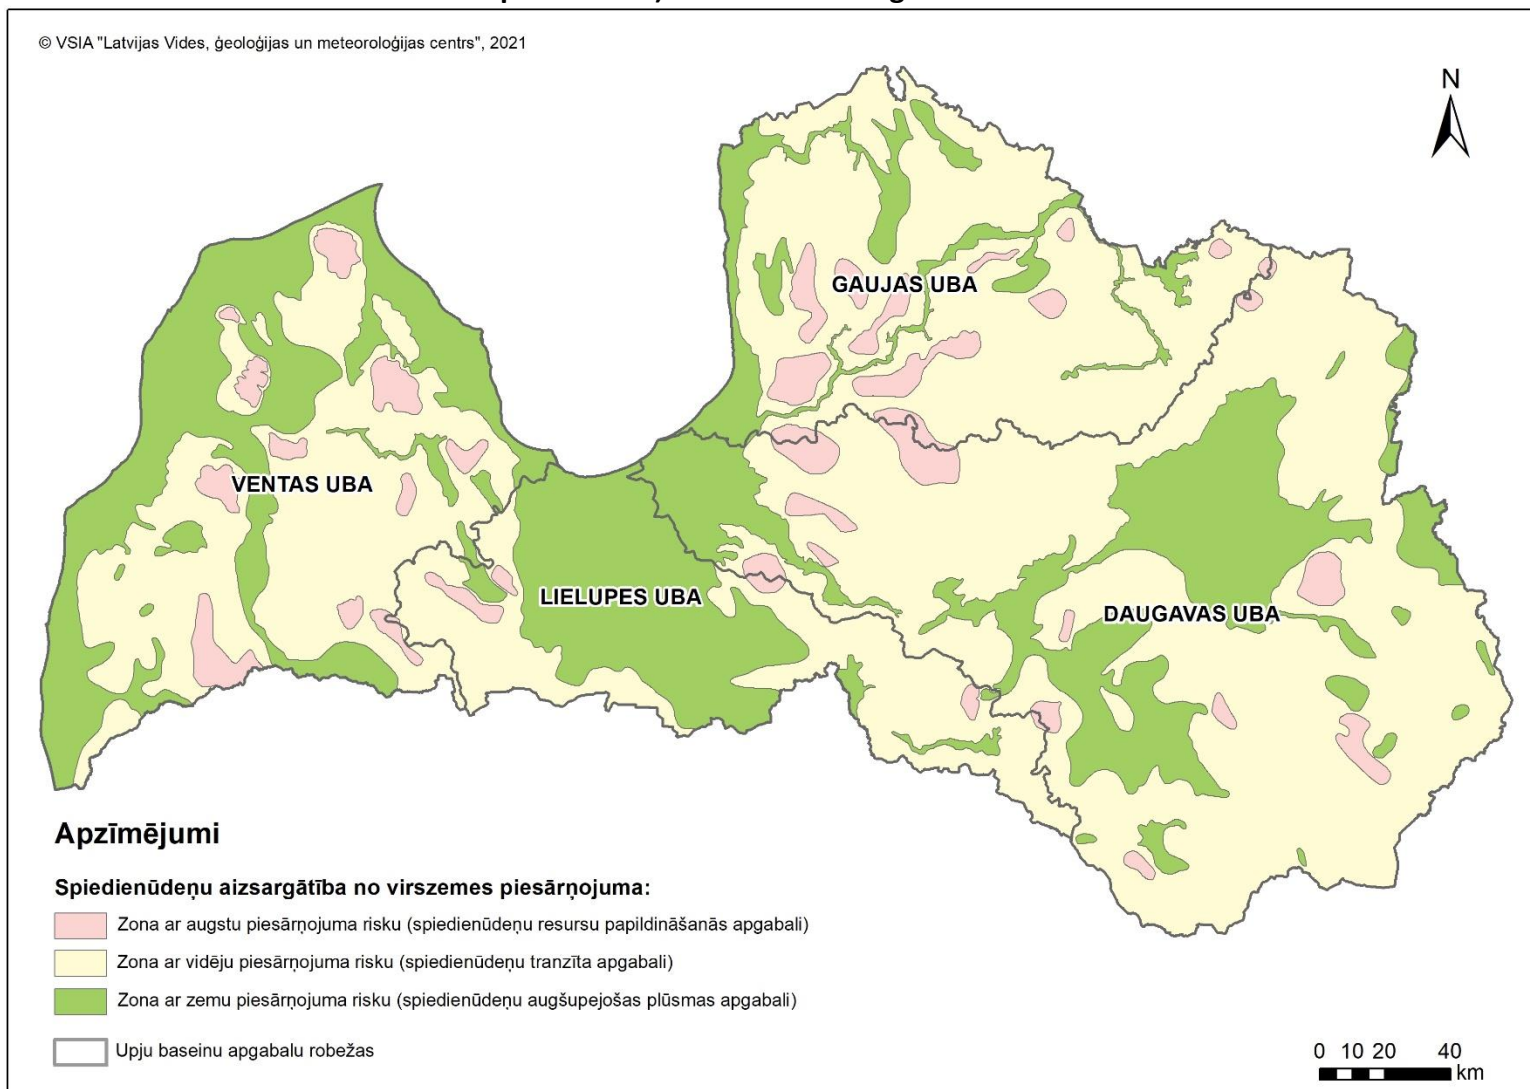 © VSIA "Latvijas Vides, ģeoloģijas un meteoroloģijas centrs", 2021
N
GAUJAS UBA
VENTAS UBA
LIELUPES UBA
DAUGAVAS UBA
Apzīmējumi
Spiedienūdeņu aizsargātība no virszemes piesārņojuma:
Zona ar augstu piesārņojuma risku (spiedienūdeņu resursu papildināšanās apgabali)
Zona ar vidēju piesārņojuma risku (spiedienūdeņu tranzīta apgabali)
Zona ar zemu piesārņojuma risku (spiedienūdeņu augšupejošas plūsmas apgabali)
Upju baseinu apgabalu robežas
0 10 20 40
km